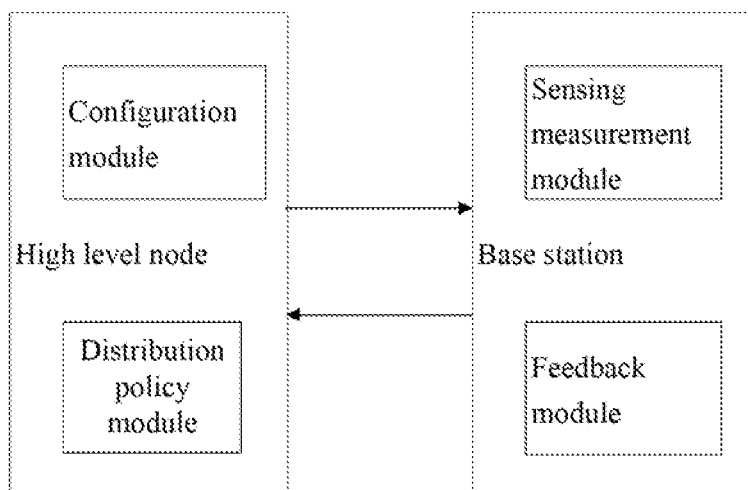 Configuration
module
High level node
Distribution
policy
module
Sensing
measurement
module
Base station
Feedback
module